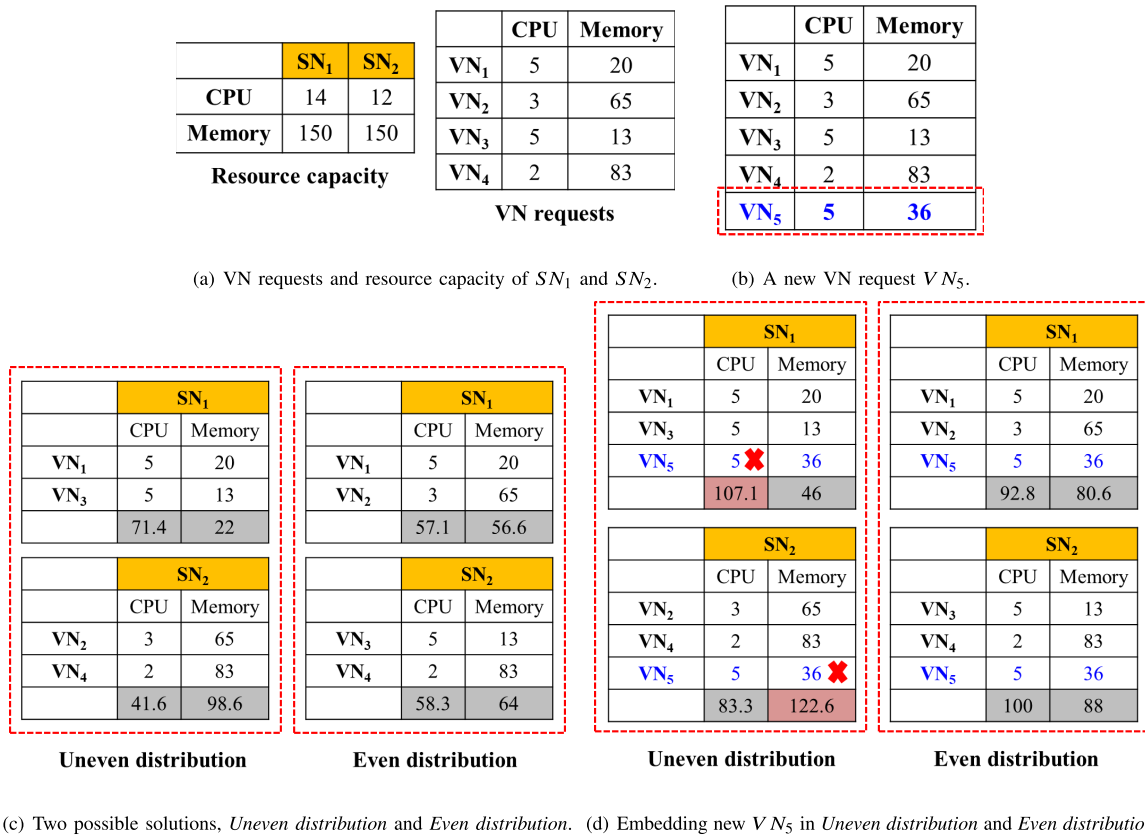 SN1 SN2
CPU 14 12
Memory 150 150
Resource capacity
CPU Memory
VN1 5 20
VN2 3 65
VN3 5 13
VN4 2 83
VN requests
CPU Memory
VN1 5 20
VN2 3 65
VN3 5 13
VN4 2 83
VN5 5 36
(a) VN requests and resource capacity of SN1 and SN2.
(b) A new VN request VN5.
SN1
CPU Memory
VN1 5 20
VN3 5 13
71.4 22
SN2
CPU Memory
VN2 3 65
VN4 2 83
41.6 98.6
Uneven distribution
SN1
CPU Memory
VN1 5 20
VN2 3 65
57.1 56.6
SN2
CPU Memory
VN3 5 13
VN4 2 83
58.3 64
Even distribution
(c) Two possible solutions, Uneven distribution and Even distribution.
SN1
CPU Memory
VN1 5 20
VN3 5 13
VN5 5 36
107.1 46
SN2
CPU Memory
VN2 3 65
VN4 2 83
VN5 5 36
83.3 122.6
Uneven distribution
SN1
CPU Memory
VN1 5 20
VN2 3 65
VN5 5 36
92.8 80.6
SN2
CPU Memory
VN3 5 13
VN4 2 83
VN5 5 36
100 88
Even distribution
(d) Embedding new VN5 in Uneven distribution and Even distributio